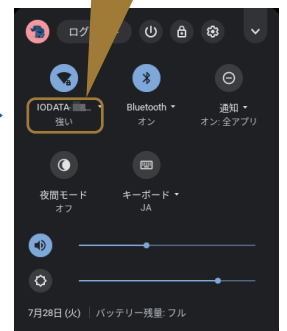 ログ
IODATA-
強い
Bluetooth
オン
通知
オン: 全アプリ
夜間モード
オフ
キーボード
JA
7月28日 (火)
バッテリー残量: フル